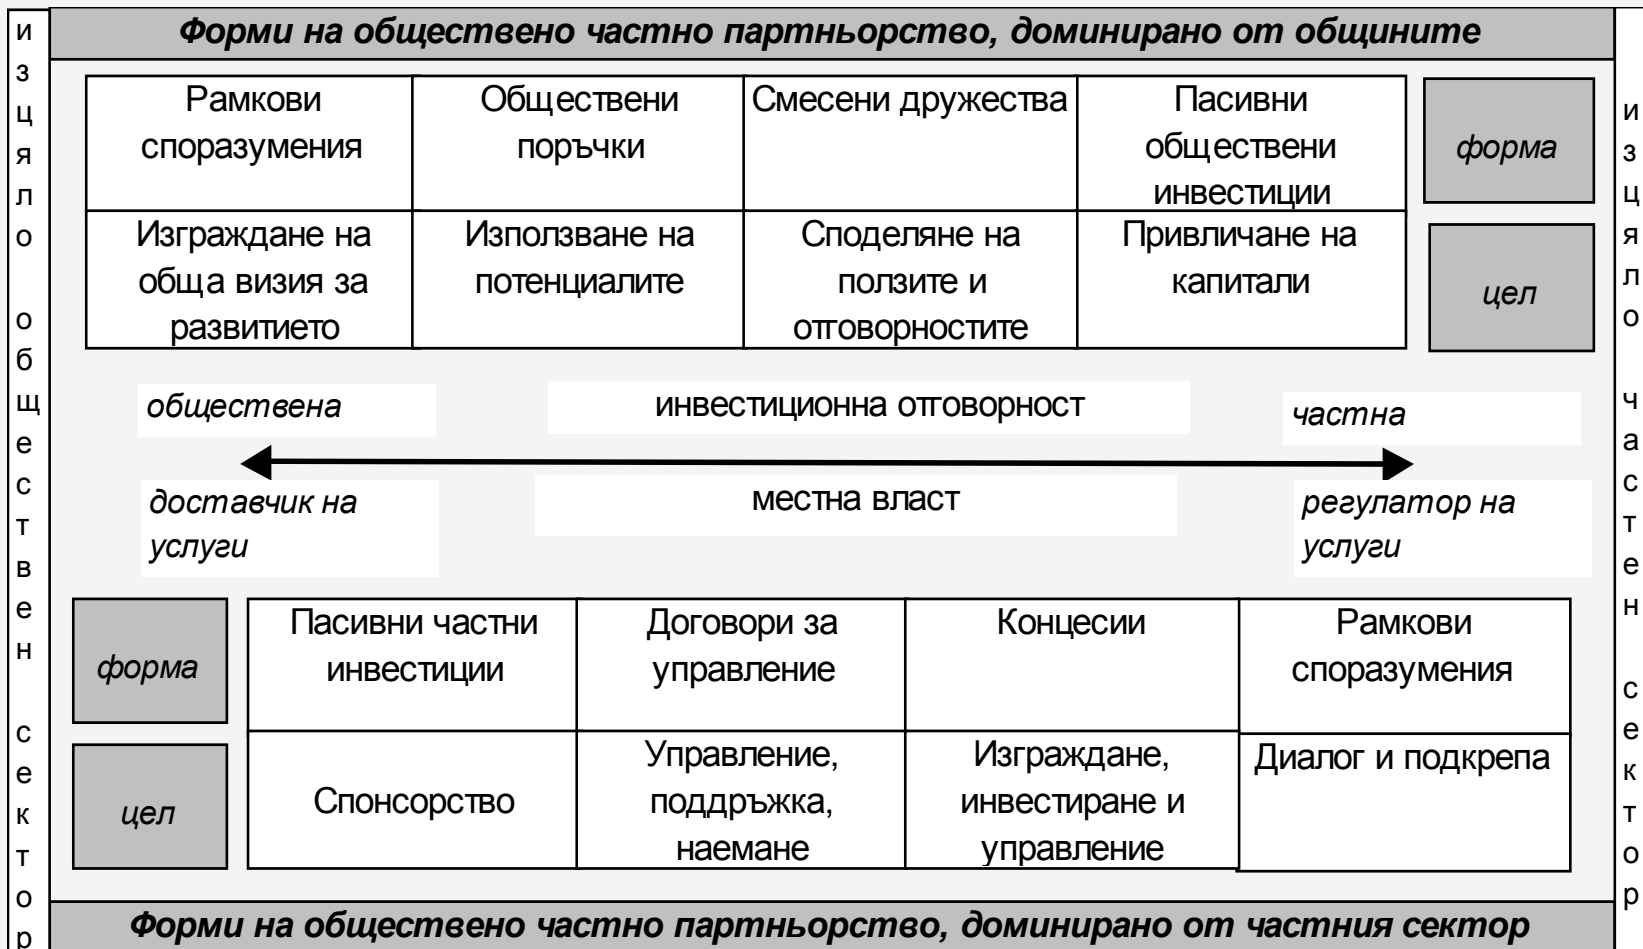 Форми на обществено частно партньорство, доминирано от общините
изцяло обществен сектор
Рамкови
споразумения
Обществени
поръчки
Смесени дружества
Пасивни
обществени
инвестиции
форма
Изграждане на
обща визия за
развитието
Използване на
потенциалите
Споделяне на
ползите и
отговорностите
Привличане на
капитали
цел
обществена
инвестиционна отговорност
частна
доставчик на
услуги
местна власт
регулатор на
услуги
форма
Пасивни частни
инвестиции
Договори за
управление
Концесии
Рамкови
споразумения
цел
Спонсорство
Управление,
поддръжка,
наемане
Изграждане,
инвестиране и
управление
Диалог и подкрепа
изцяло частен сектор
Форми на обществено частно партньорство, доминирано от частния сектор